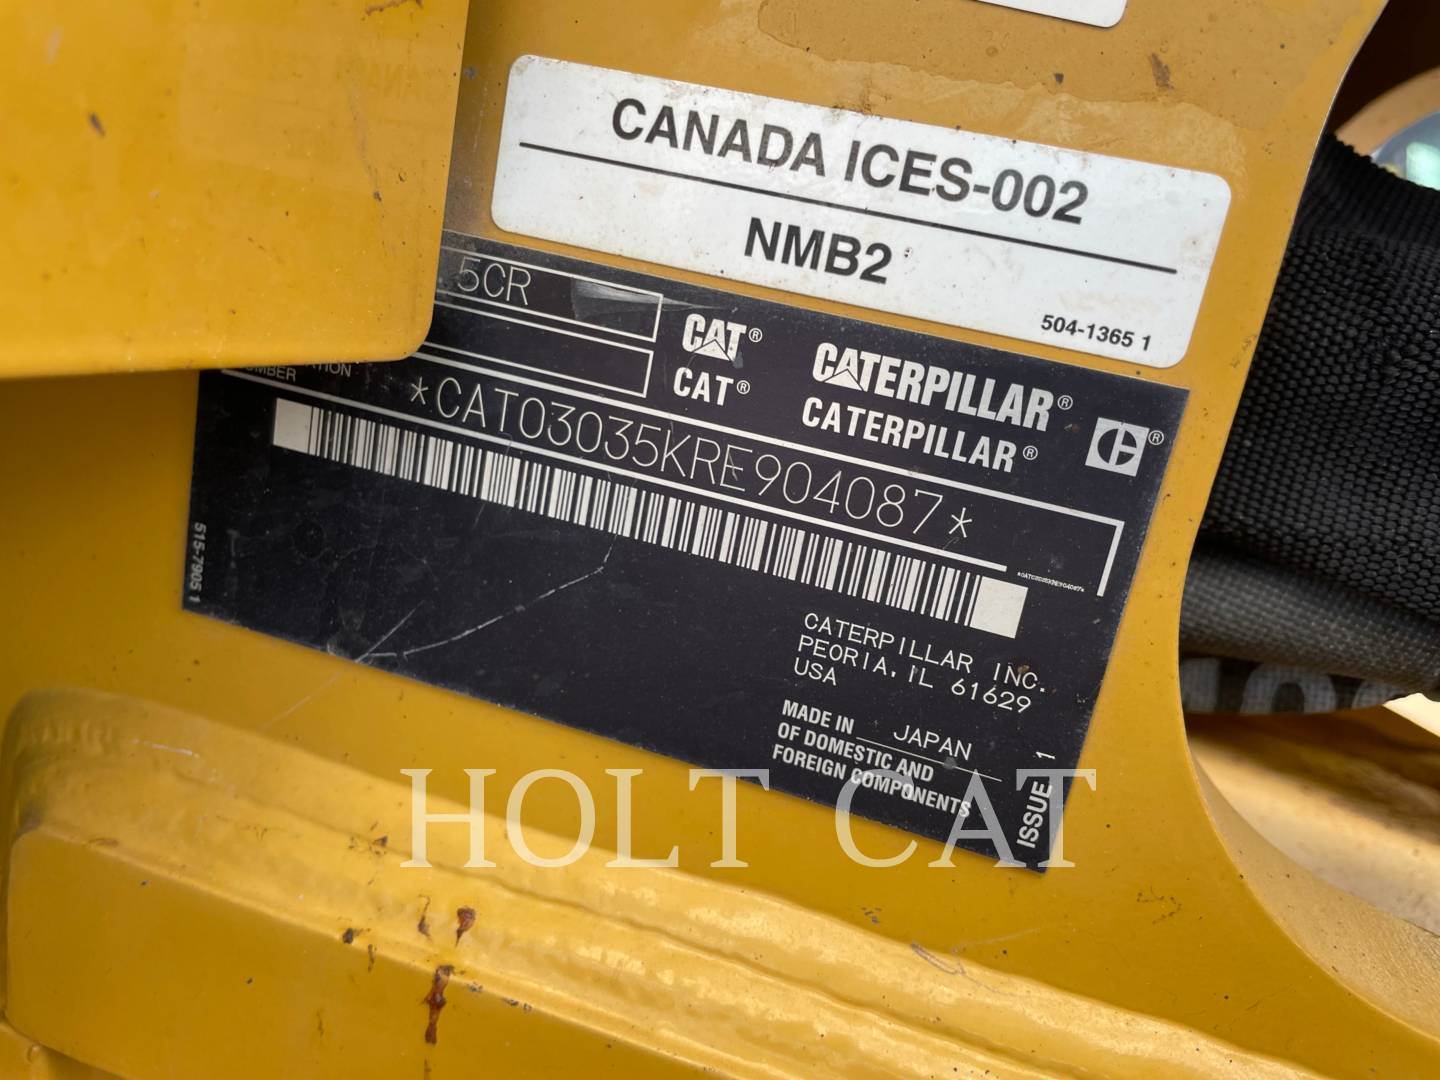 CANADA ICES-002
NMB2
504-1365 1
5CR
CAT® CATERPILLAR®
CAT® CATERPILLAR®
NUMBER
*CAT03035KRE904087*
515-7905 1
CATERPILLAR INC.
PEORIA, IL 61629
USA
MADE IN JAPAN
OF DOMESTIC AND
FOREIGN COMPONENTS
ISSUE 1
HOLT CAT